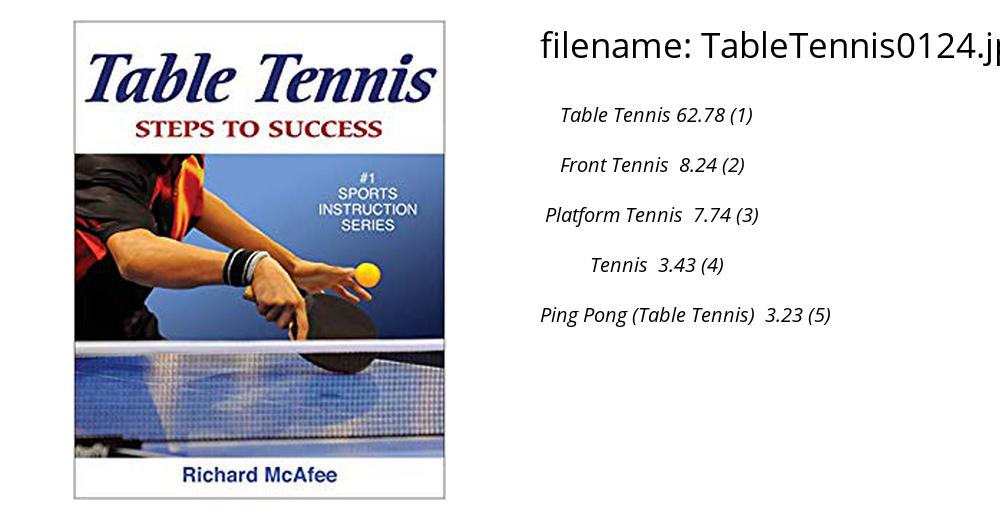 Table Tennis
STEPS TO SUCCESS
#1
SPORTS
INSTRUCTION
SERIES
Richard McAfee
filename: TableTennis0124.jp
Table Tennis 62.78 (1)
Front Tennis 8.24 (2)
Platform Tennis 7.74 (3)
Tennis 3.43 (4)
Ping Pong (Table Tennis) 3.23 (5)